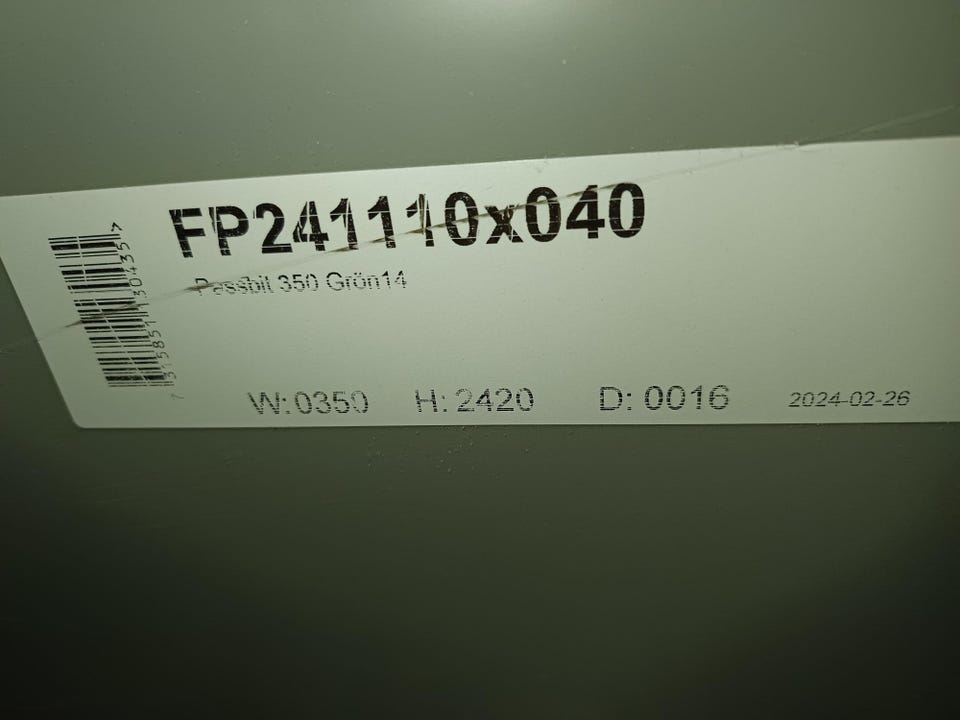 FP241110x040
Passbit 350 Grön14
W: 0350 H: 2420 D: 0016 2024-02-26